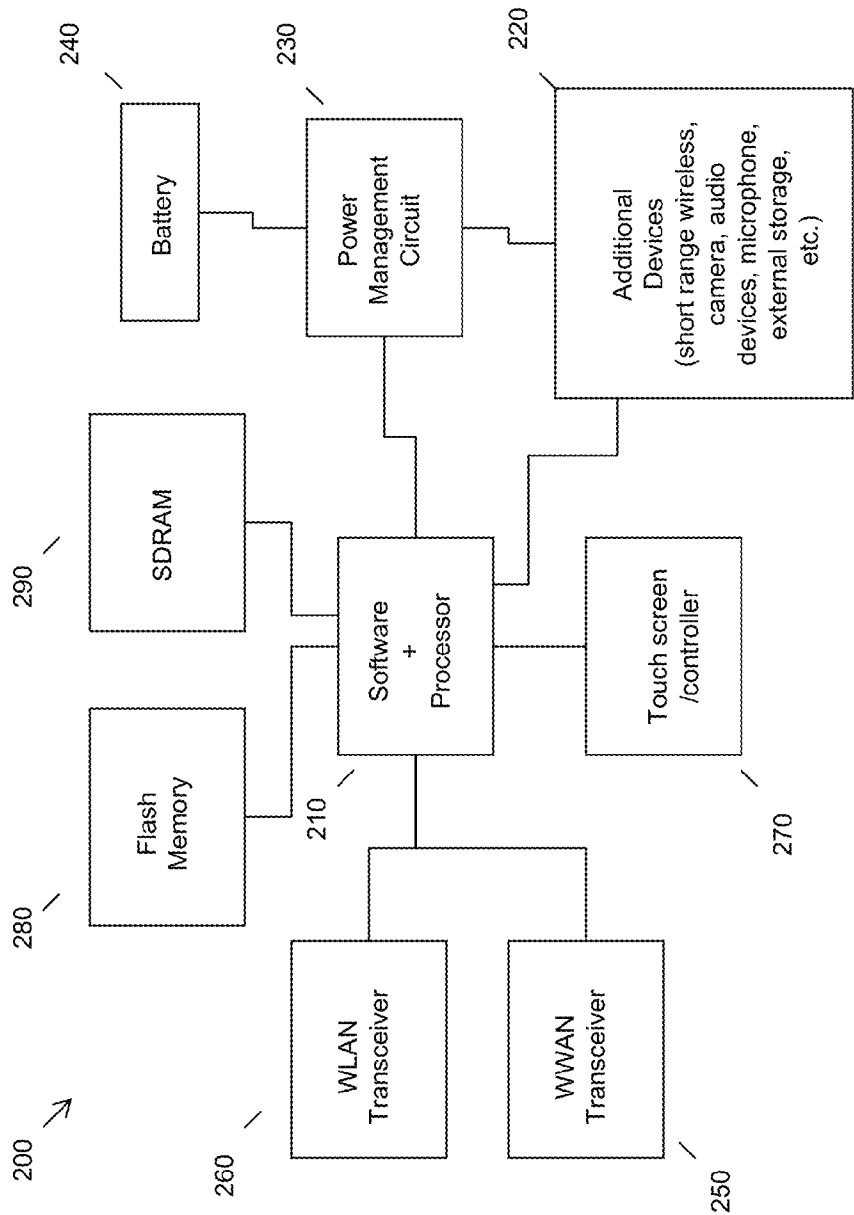 200
280
Flash
Memory
290
SDRAM
240
Battery
260
WLAN
Transceiver
210
Software
+
Processor
230
Power
Management
Circuit
WWAN
Transceiver
250
Touch screen
/controller
270
220
Additional
Devices
(short range wireless,
camera, audio
devices, microphone,
external storage,
etc.)